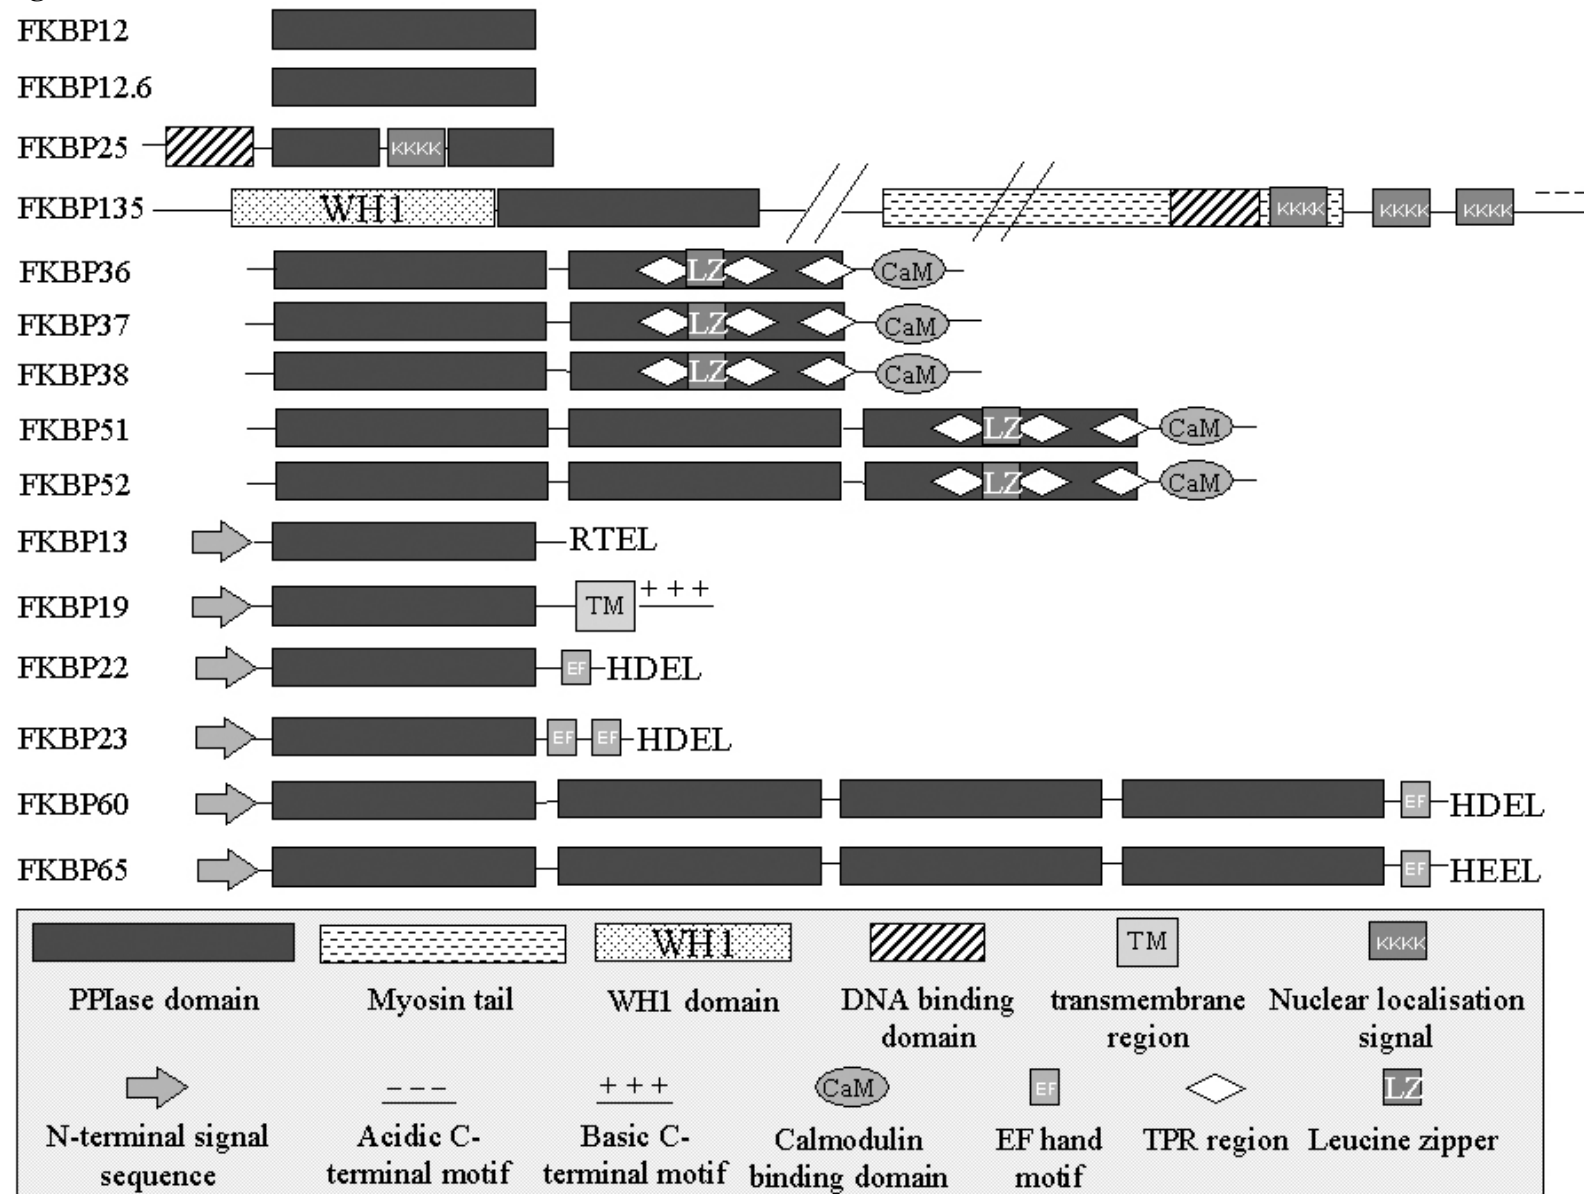 FKBP12
FKBP12.6
FKBP25 KKKK
FKBP135 WH1 KKKK KKKK KKKK
FKBP36 LZ CaM
FKBP37 LZ CaM
FKBP38 LZ CaM
FKBP51 LZ CaM
FKBP52 LZ CaM
FKBP13 RTEL
FKBP19 TM + + +
FKBP22 EF HDEL
FKBP23 EF EF HDEL
FKBP60 EF HDEL
FKBP65 EF HEEL
WH1 TM KKKK
PPIase domain Myosin tail WH1 domain DNA binding transmembrane Nuclear localisation
domain region signal
--- + + + CaM EF LZ
N-terminal signal Acidic C- Basic C- Calmodulin EF hand TPR region Leucine zipper
sequence terminal motif terminal motif binding domain motif